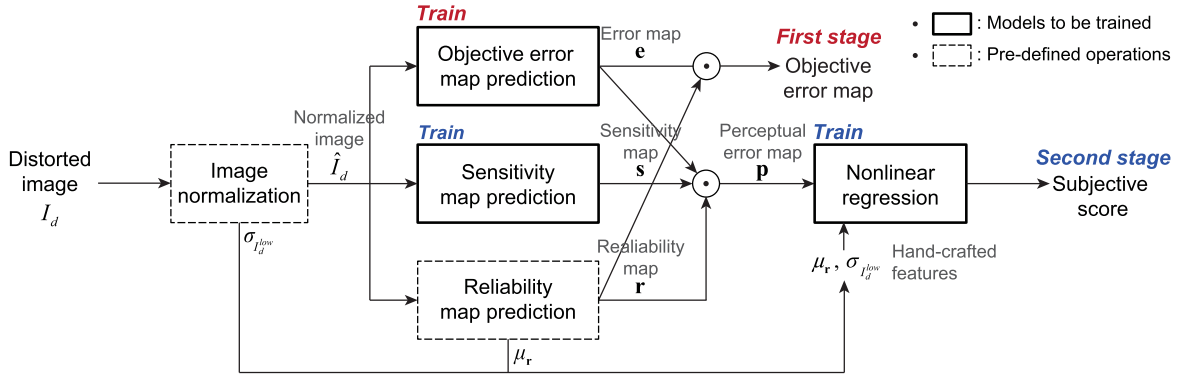 Train
Error map
e
First stage
Objective error
map prediction
Objective
error map
• : Models to be trained
• : Pre-defined operations
Normalized
image
Î_d
Train
Sensitivity
map
s
Perceptual
error map
p
Train
Distorted
image
I_d
Image
normalization
Sensitivity
map prediction
Nonlinear
regression
Second stage
Subjective
score
σ_{I_d^{low}}
Realiability
map
r
Reliability
map prediction
μ_r , σ_{I_d^{low}}
Hand-crafted
features
μ_r